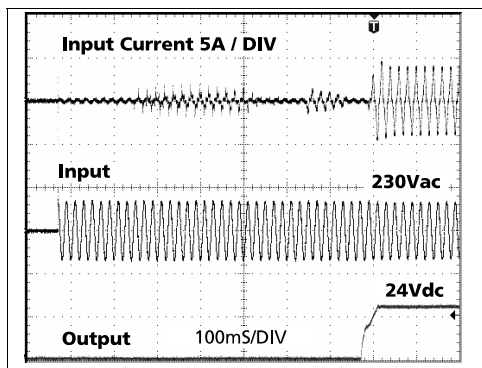 Input Current 5A / DIV
Input
230Vac
24Vdc
Output
100mS/DIV